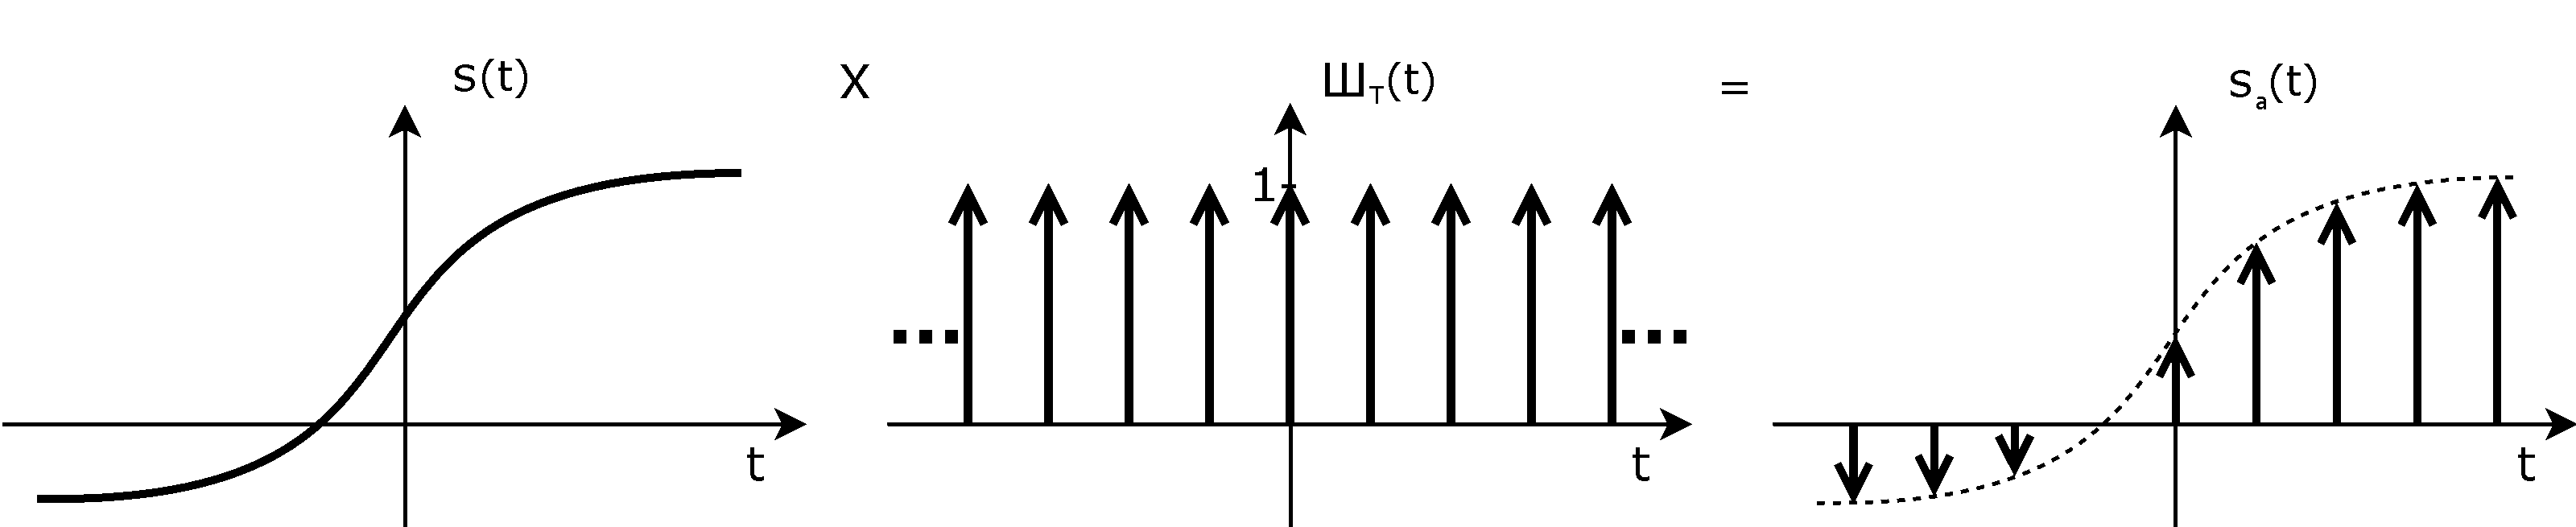 s(t)
X
Ш_T(t)
=
s_a(t)
1
t
t
t